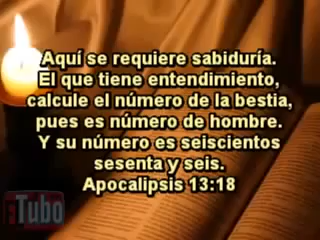 Aquí se requiere sabiduría.
El que tiene entendimiento,
calcule el número de la bestia,
pues es número de hombre.
Y su número es seiscientos
sesenta y seis.
Apocalipsis 13:18
Tubo